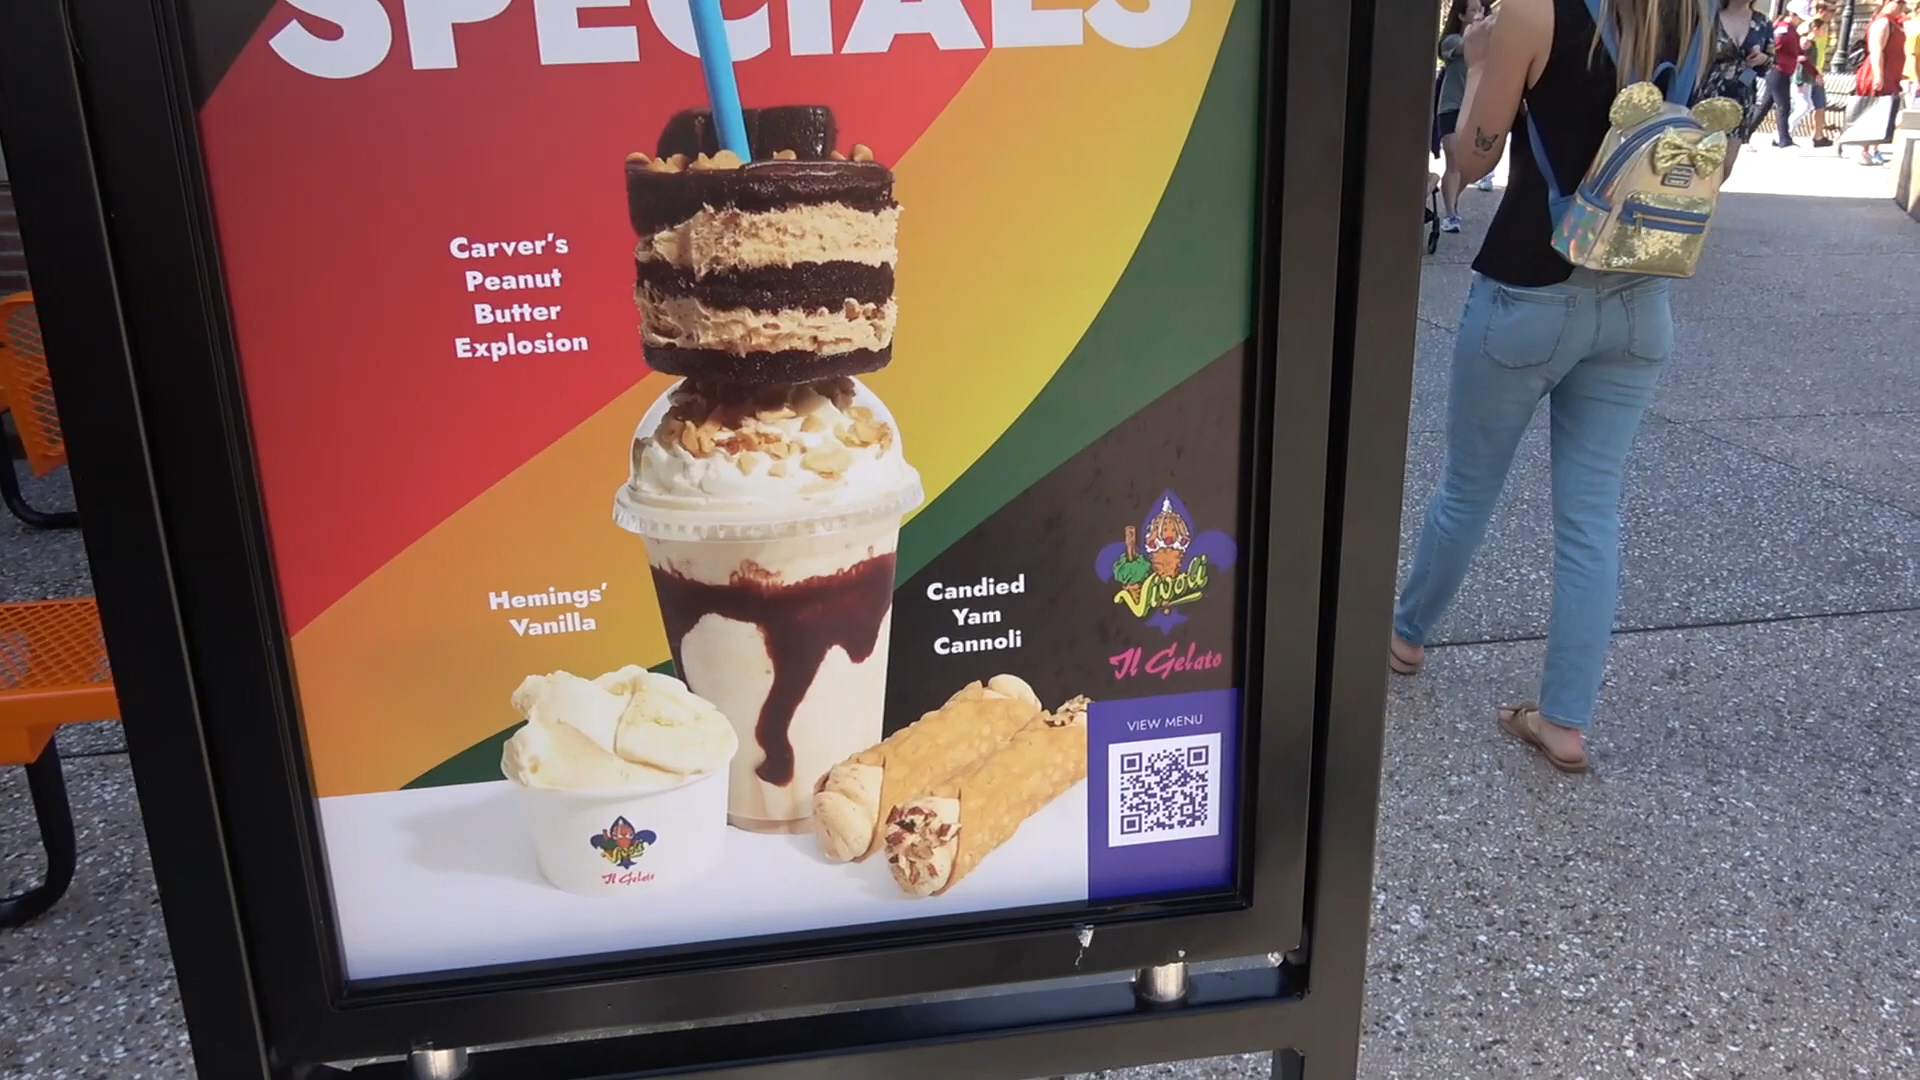 SPECIALS
Carver's
Peanut
Butter
Explosion
Hemings'
Vanilla
Candied
Yam
Cannoli
Vivoli
Il Gelato
VIEW MENU
Vivoli
Il Gelato